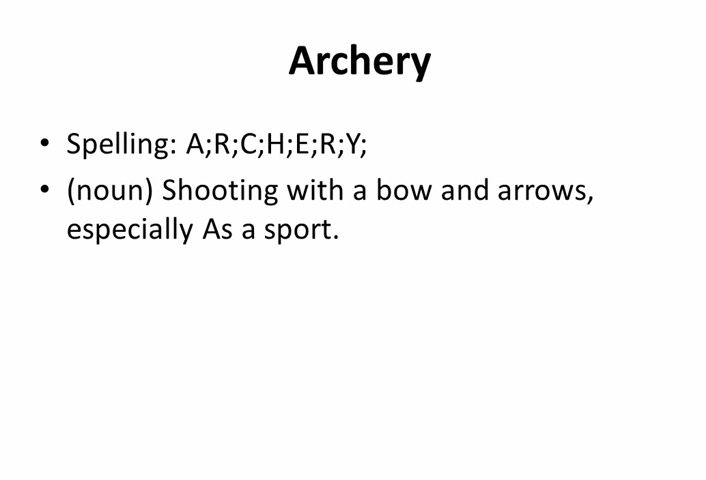 Archery
• Spelling: A;R;C;H;E;R;Y;
• (noun) Shooting with a bow and arrows,
especially As a sport.